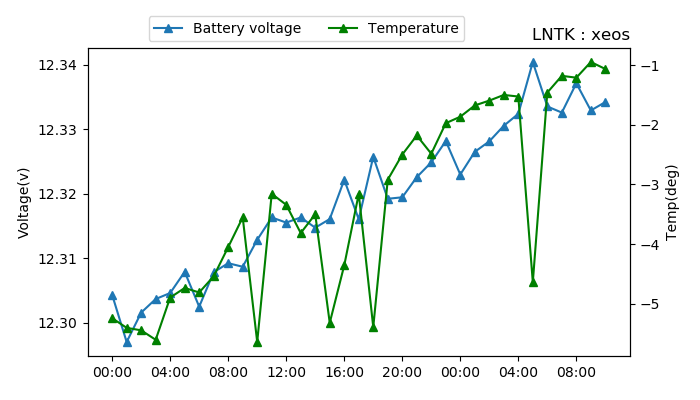 Battery voltage Temperature
LNTK : xeos
12.34
12.33
12.32
12.31
12.30
Voltage(v)
−1
−2
−3
−4
−5
Temp(deg)
00:00 04:00 08:00 12:00 16:00 20:00 00:00 04:00 08:00